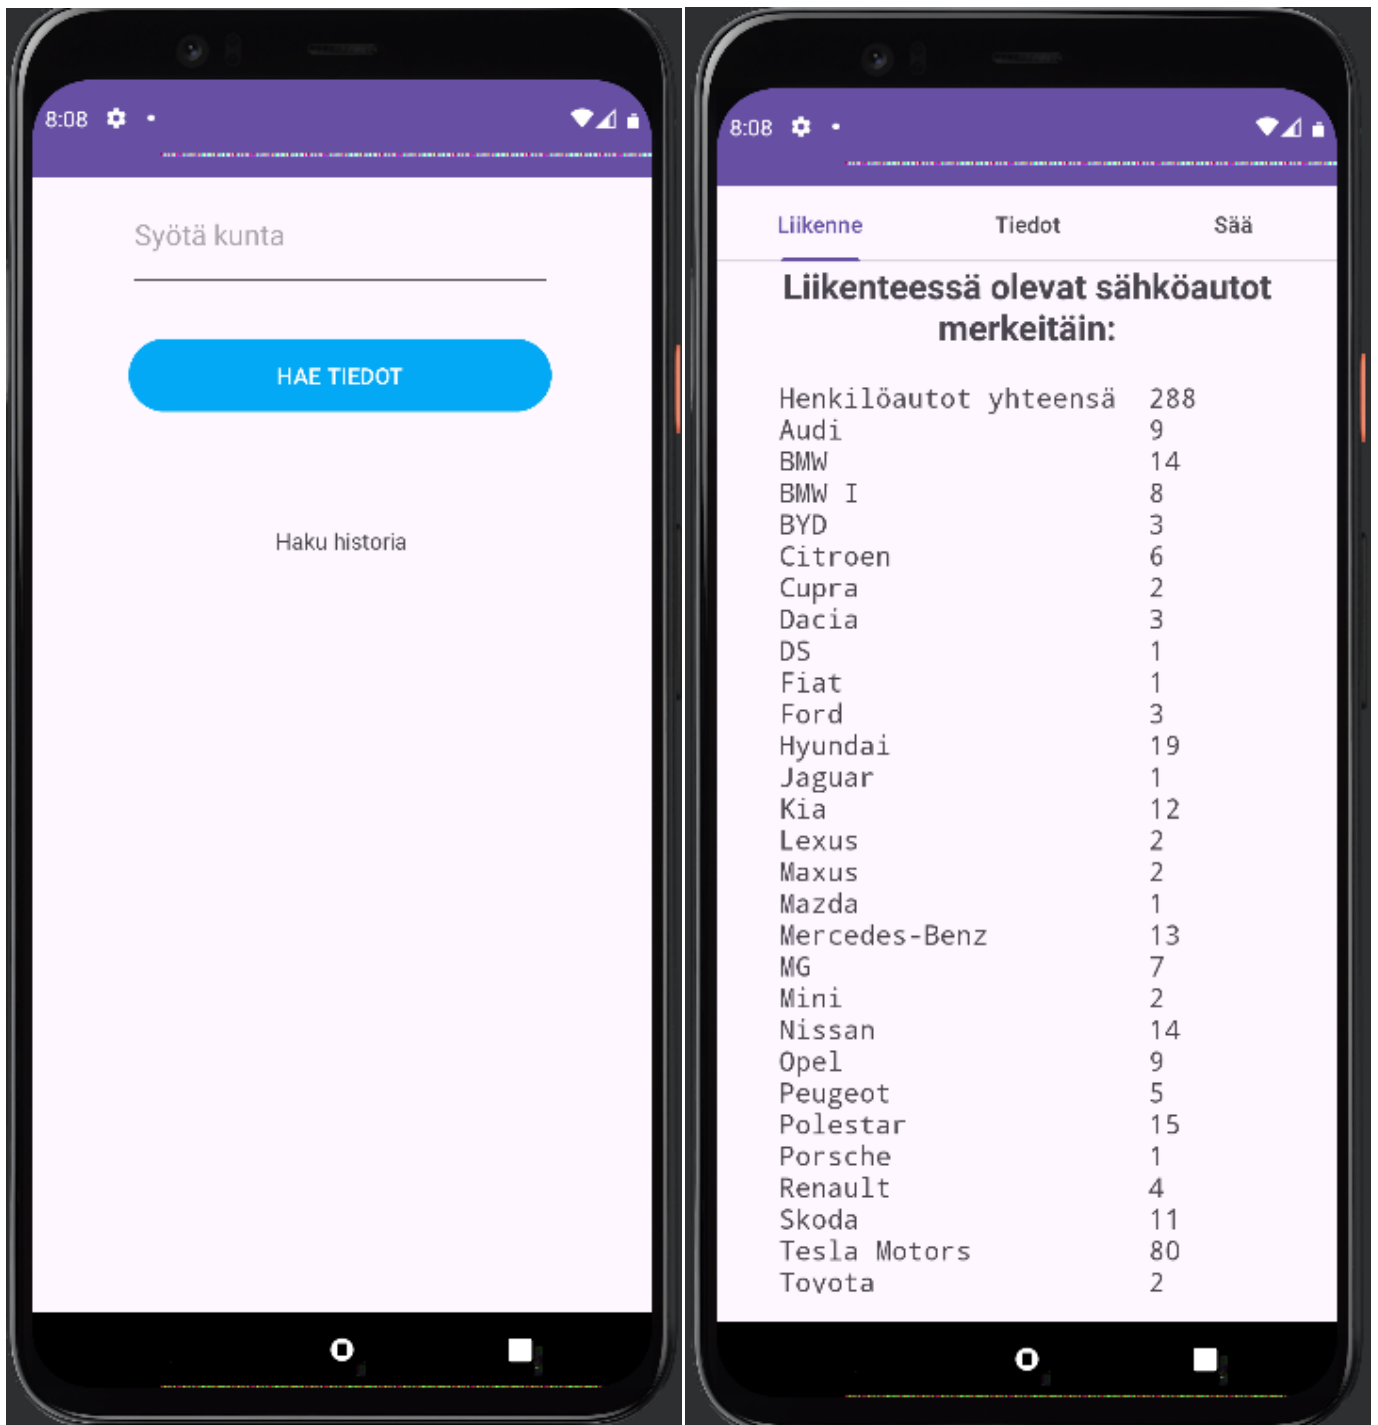 8:08
Syötä kunta
HAE TIEDOT
Haku historia
8:08
Liikenne Tiedot Sää
Liikenteessä olevat sähköautot
merkeitäin:
Henkilöautot yhteensä 288
Audi 9
BMW 14
BMW I 8
BYD 3
Citroen 6
Cupra 2
Dacia 3
DS 1
Fiat 1
Ford 3
Hyundai 19
Jaguar 1
Kia 12
Lexus 2
Maxus 2
Mazda 1
Mercedes-Benz 13
MG 7
Mini 2
Nissan 14
Opel 9
Peugeot 5
Polestar 15
Porsche 1
Renault 4
Skoda 11
Tesla Motors 80
Toyota 2